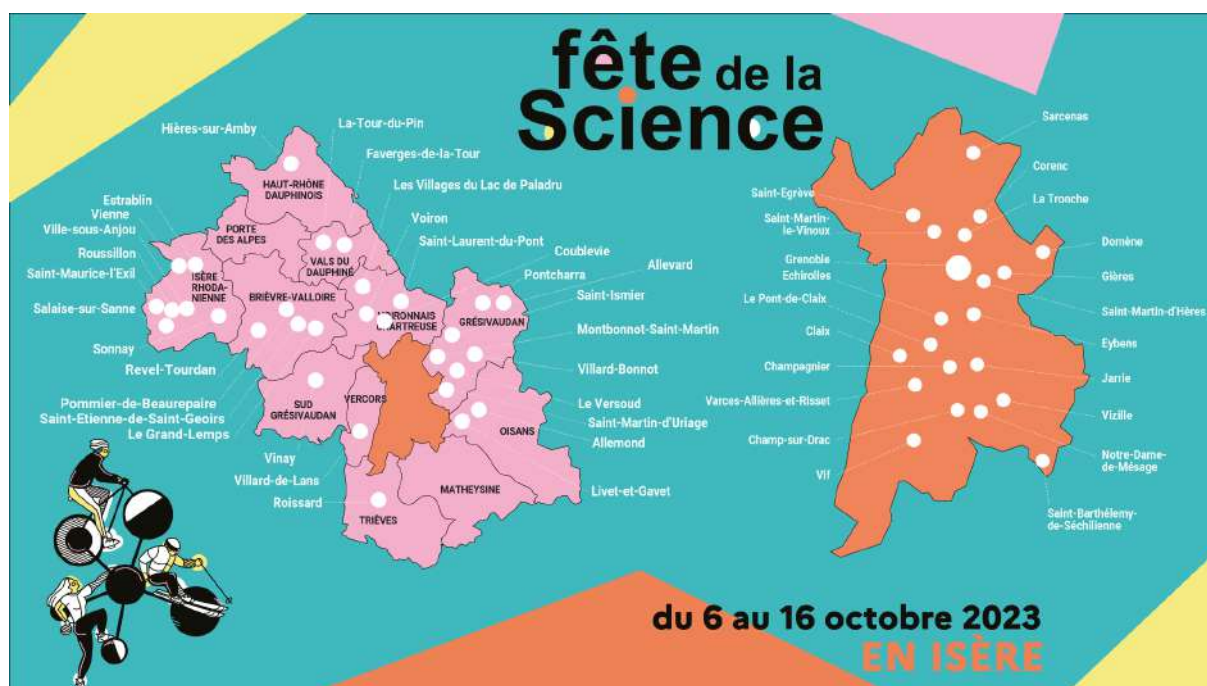 fête de la
Science
Hières-sur-Amby
La-Tour-du-Pin
Faverges-de-la-Tour
Les Villages du Lac de Paladru
Voiron
Saint-Laurent-du-Pont
Coublevie
Pontcharra
Allevard
Saint-Ismier
Montbonnot-Saint-Martin
Villard-Bonnot
Le Versoud
Saint-Martin-d'Uriage
Allemond
Livet-et-Gavet
Estrablin
Vienne
Ville-sous-Anjou
Roussillon
Saint-Maurice-l'Exil
Salaise-sur-Sanne
Sonnay
Revel-Tourdan
Pommier-de-Beaurepaire
Saint-Etienne-de-Saint-Geoirs
Le Grand-Lemps
Vinay
Villard-de-Lans
Roissard
HAUT-RHÔNE
DAUPHINOIS
PORTE
DES ALPES
VALS DU
DAUPHINÉ
ISÈRE
RHODA-
NIENNE
BIÈVRE-VALLOIRE
VOIRONNAIS
CHARTREUSE
GRÉSIVAUDAN
SUD
GRÉSIVAUDAN
VERCORS
OISANS
MATHEYSINE
TRIÈVES
Sarcenas
Corenc
La Tronche
Domène
Gières
Saint-Martin-d'Hères
Eybens
Jarrie
Vizille
Notre-Dame-
de-Mésage
Saint-Barthélemy-
de-Séchilienne
Saint-Egrève
Saint-Martin-
le-Vinoux
Grenoble
Echirolles
Le Pont-de-Claix
Claix
Champagnier
Varces-Allières-et-Risset
Champ-sur-Drac
Vif
du 6 au 16 octobre 2023
EN ISÈRE